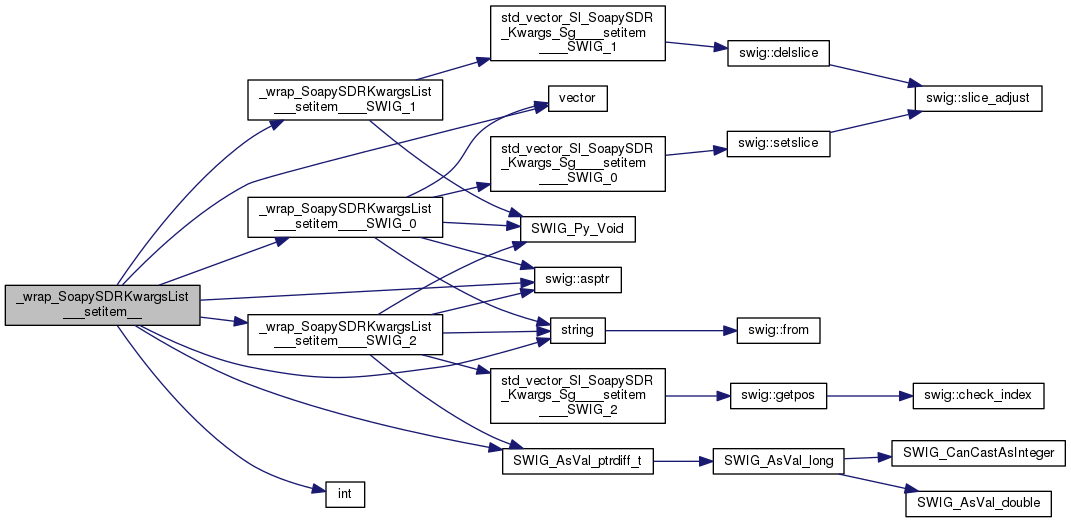 _wrap_SoapySDRKwargsList
___setitem__
_wrap_SoapySDRKwargsList
___setitem____SWIG_1
_wrap_SoapySDRKwargsList
___setitem____SWIG_0
_wrap_SoapySDRKwargsList
___setitem____SWIG_2
int
std_vector_Sl_SoapySDR
_Kwargs_Sg____setitem
____SWIG_1
vector
std_vector_Sl_SoapySDR
_Kwargs_Sg____setitem
____SWIG_0
SWIG_Py_Void
swig::asptr
string
std_vector_Sl_SoapySDR
_Kwargs_Sg____setitem
____SWIG_2
SWIG_AsVal_ptrdiff_t
swig::delslice
swig::setslice
swig::from
swig::getpos
SWIG_AsVal_long
swig::slice_adjust
swig::check_index
SWIG_CanCastAsInteger
SWIG_AsVal_double